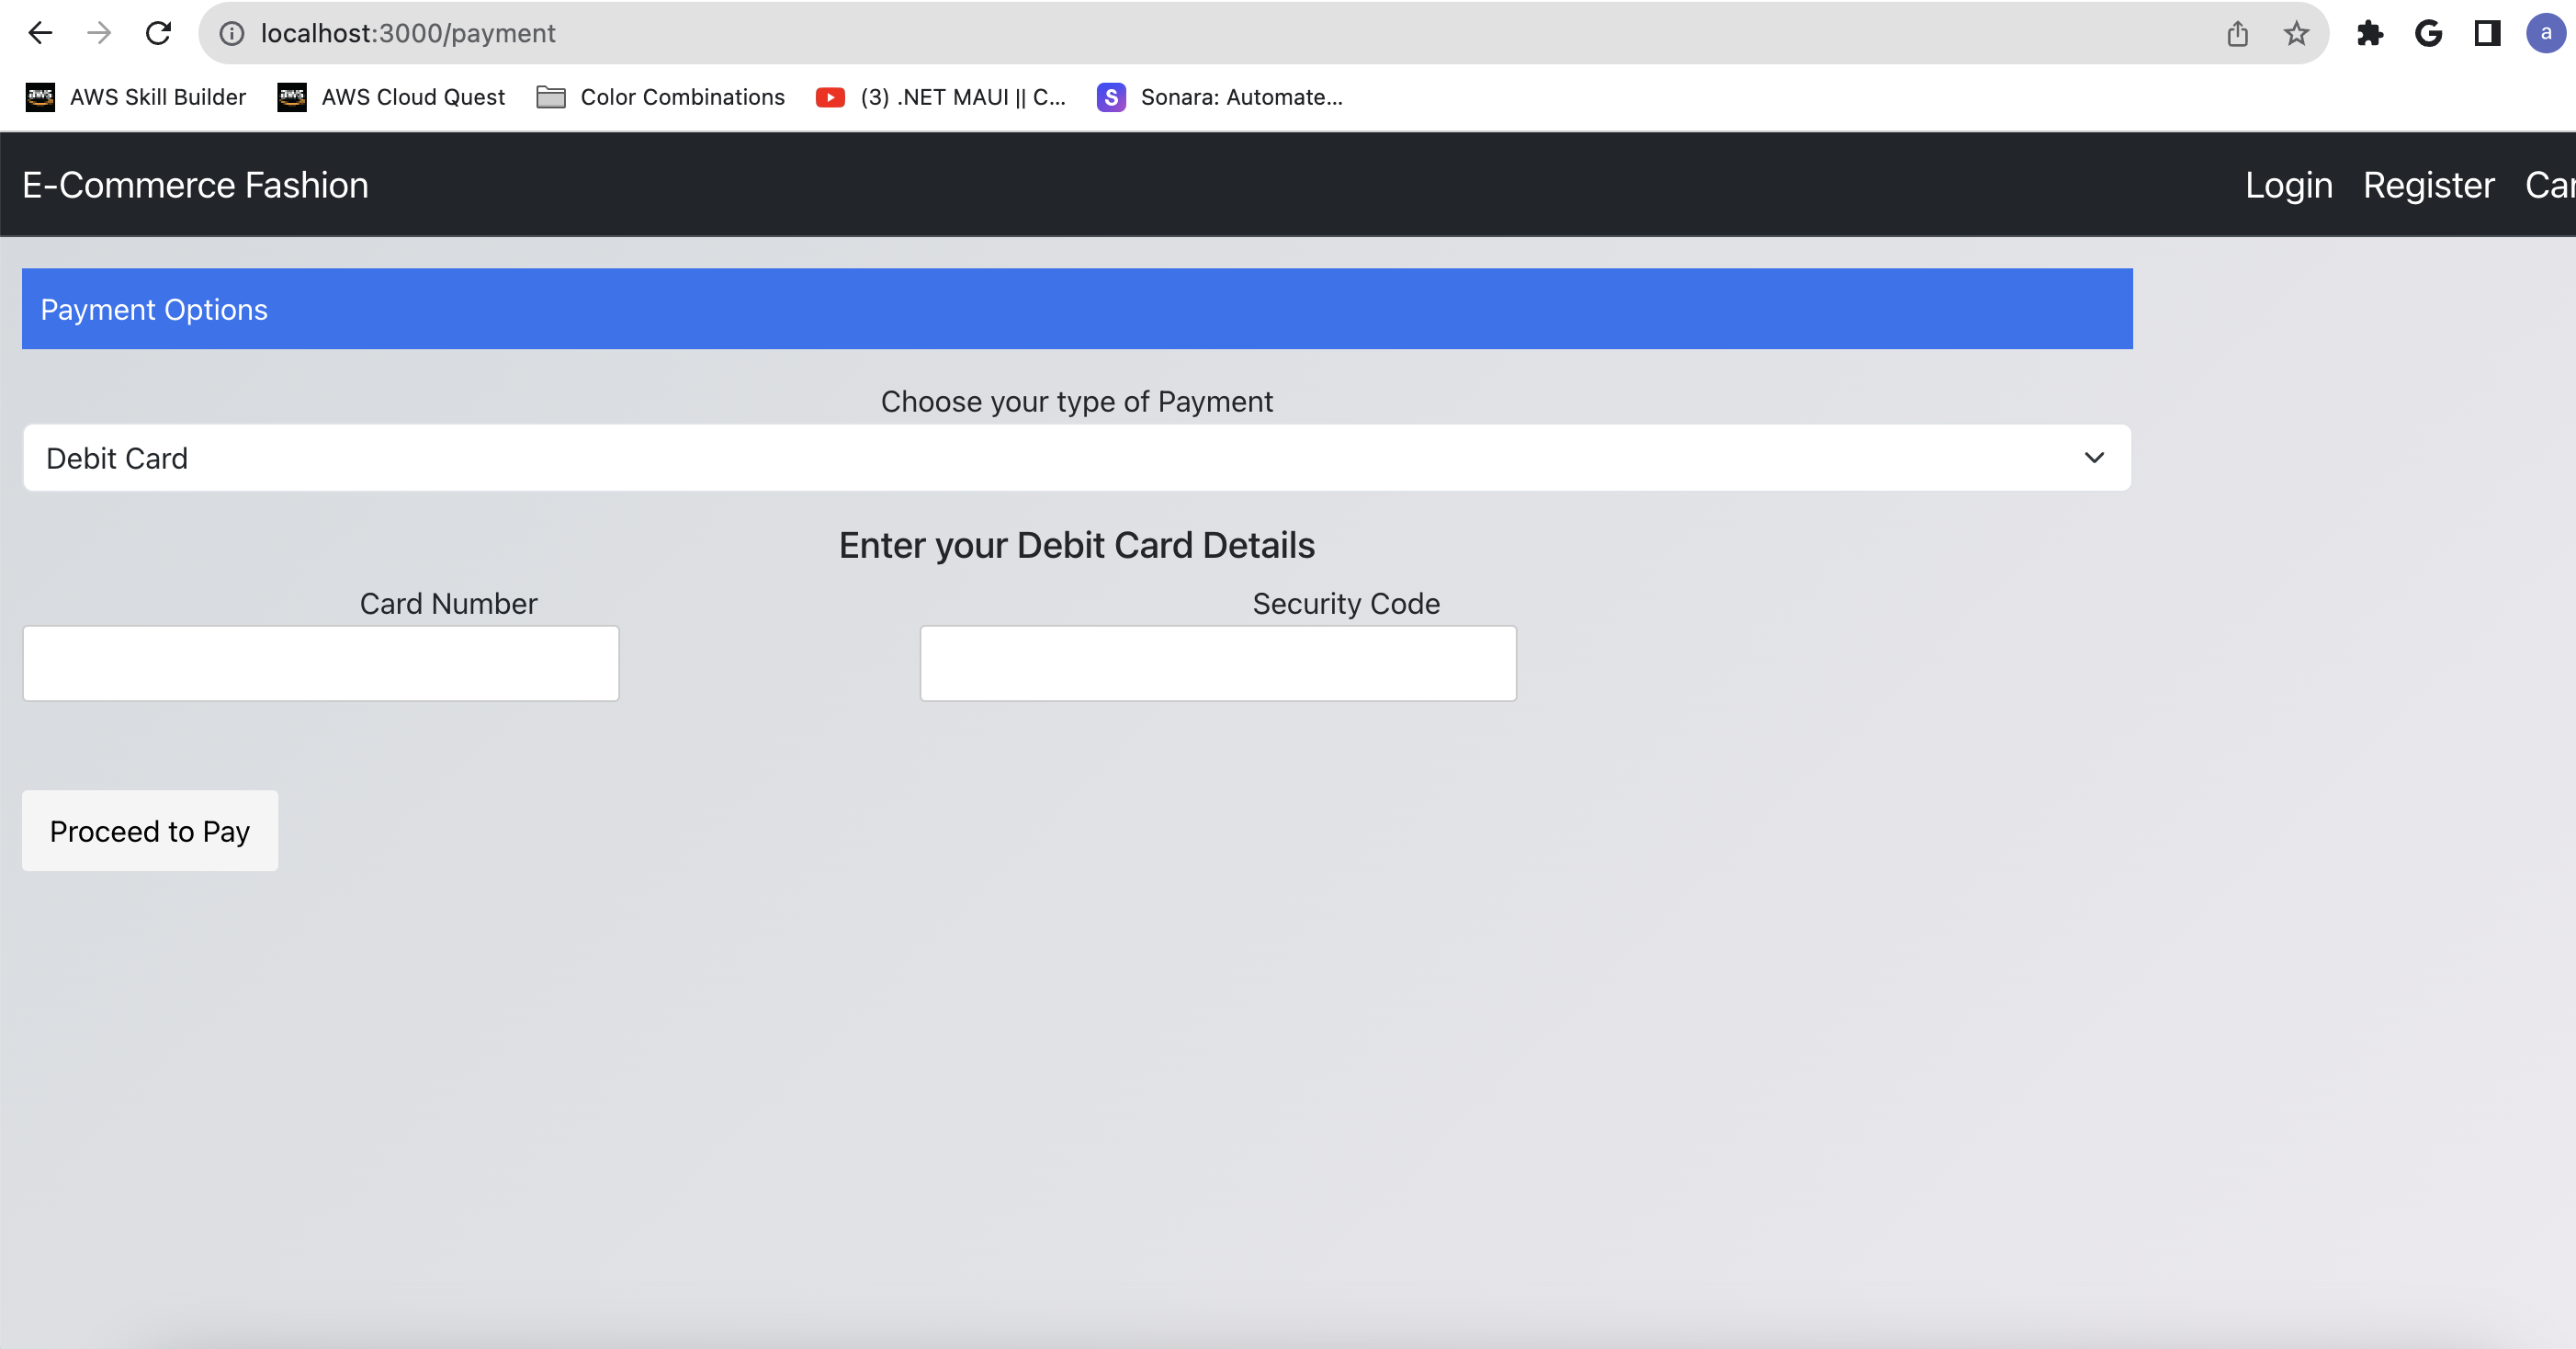 localhost:3000/payment
a
AWS Skill Builder
AWS Cloud Quest
Color Combinations
(3) .NET MAUI || C...
S
Sonara: Automate...
E-Commerce Fashion
Login Register Car
Payment Options
Choose your type of Payment
Debit Card
Enter your Debit Card Details
Card Number
Security Code
Proceed to Pay